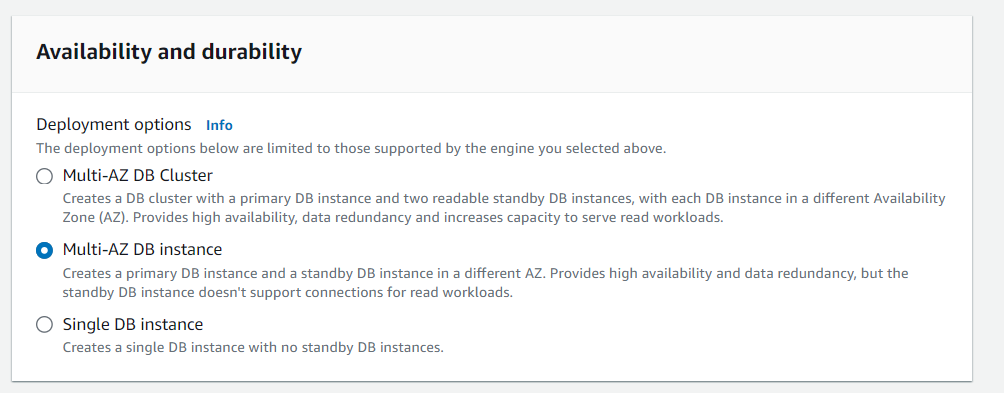 Availability and durability
Deployment options Info
The deployment options below are limited to those supported by the engine you selected above.
Multi-AZ DB Cluster
Creates a DB cluster with a primary DB instance and two readable standby DB instances, with each DB instance in a different Availability
Zone (AZ). Provides high availability, data redundancy and increases capacity to serve read workloads.
Multi-AZ DB instance
Creates a primary DB instance and a standby DB instance in a different AZ. Provides high availability and data redundancy, but the
standby DB instance doesn't support connections for read workloads.
Single DB instance
Creates a single DB instance with no standby DB instances.